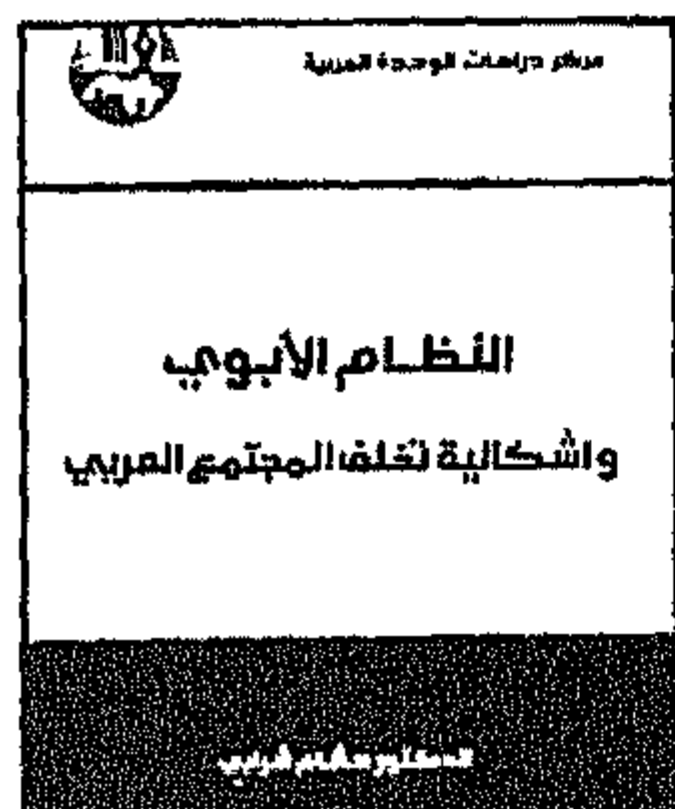 مركز دراسات الوحدة العربية
النظام الأبوي
واشكالية تخلف المجتمع العربي
الدكتور هشام شرابي